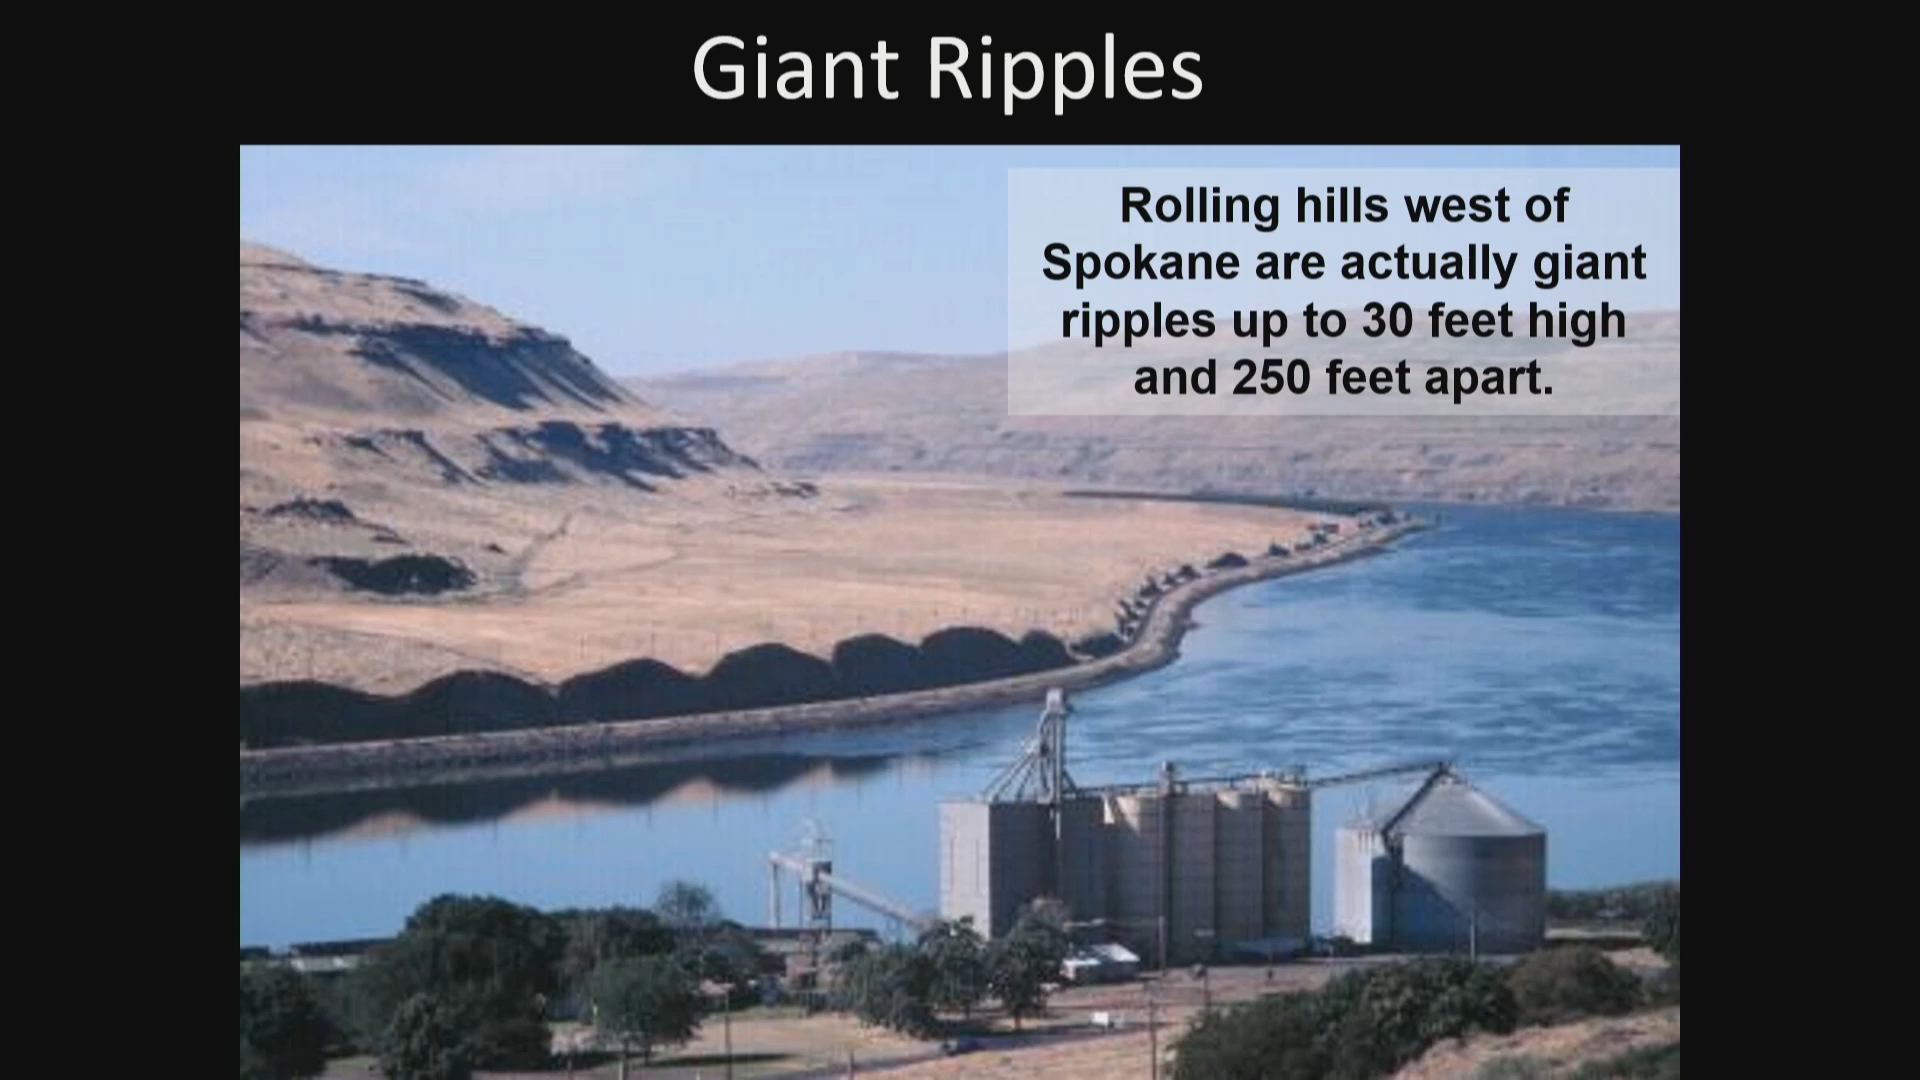 Giant Ripples
Rolling hills west of
Spokane are actually giant
ripples up to 30 feet high
and 250 feet apart.